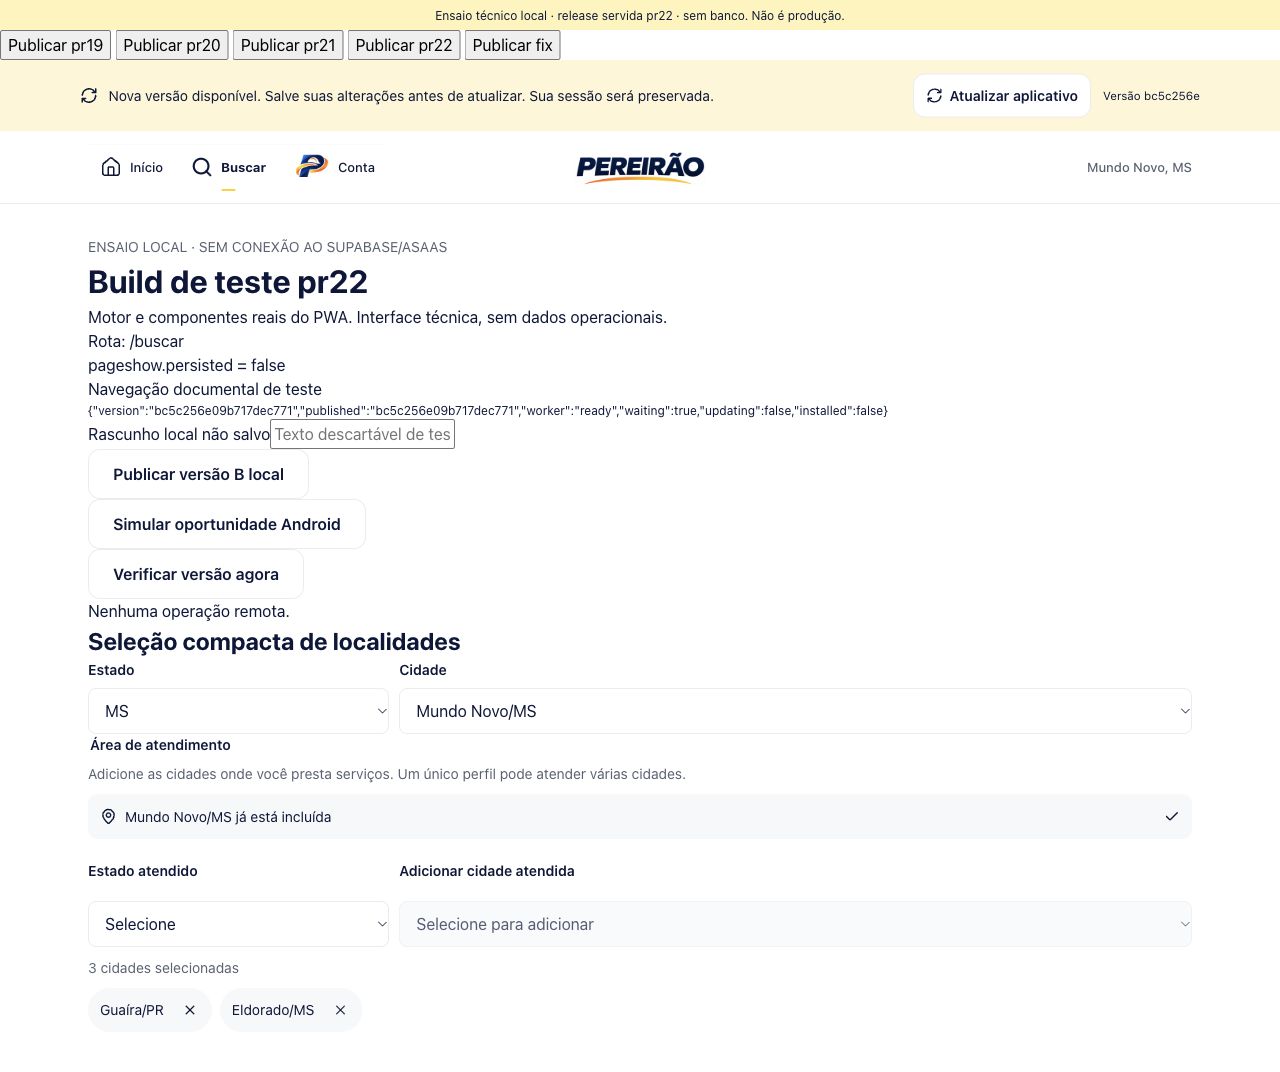 Ensaio técnico local · release servida pr22 · sem banco. Não é produção.
Publicar pr19 Publicar pr20 Publicar pr21 Publicar pr22 Publicar fix
Nova versão disponível. Salve suas alterações antes de atualizar. Sua sessão será preservada. Atualizar aplicativo Versão bc5c256e
Início Buscar Conta PEREIRÃO Mundo Novo, MS
ENSAIO LOCAL · SEM CONEXÃO AO SUPABASE/ASAAS
Build de teste pr22
Motor e componentes reais do PWA. Interface técnica, sem dados operacionais.
Rota: /buscar
pageshow.persisted = false
Navegação documental de teste
{"version":"bc5c256e09b717dec771","published":"bc5c256e09b717dec771","worker":"ready","waiting":true,"updating":false,"installed":false}
Rascunho local não salvo Texto descartável de tes
Publicar versão B local
Simular oportunidade Android
Verificar versão agora
Nenhuma operação remota.
Seleção compacta de localidades
Estado Cidade
MS Mundo Novo/MS
Área de atendimento
Adicione as cidades onde você presta serviços. Um único perfil pode atender várias cidades.
Mundo Novo/MS já está incluída
Estado atendido Adicionar cidade atendida
Selecione Selecione para adicionar
3 cidades selecionadas
Guaíra/PR Eldorado/MS